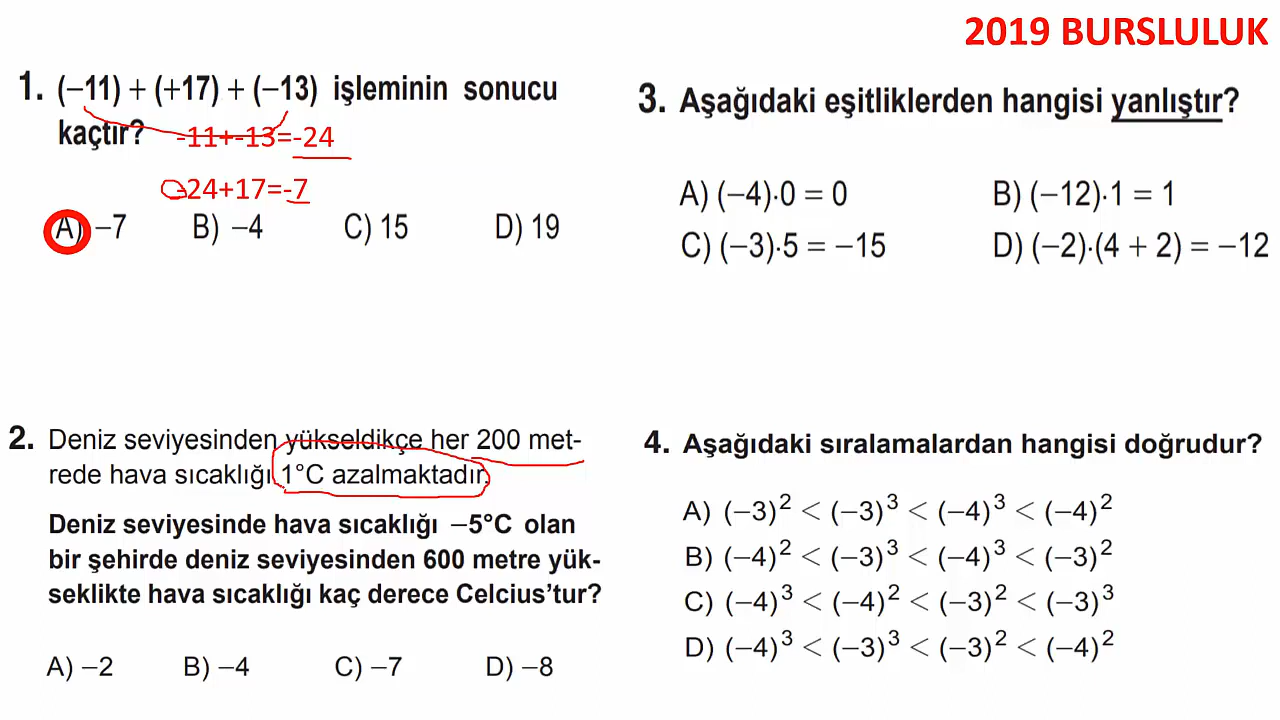 2019 BURSLULUK
1. (−11) + (+17) + (−13) işleminin sonucu
kaçtır? -11+-13=-24
-24+17=-7
A) −7 B) −4 C) 15 D) 19
2. Deniz seviyesinden yükseldikçe her 200 met-
rede hava sıcaklığı 1°C azalmaktadır.
Deniz seviyesinde hava sıcaklığı −5°C olan
bir şehirde deniz seviyesinden 600 metre yük-
seklikte hava sıcaklığı kaç derece Celcius'tur?
A) −2 B) −4 C) −7 D) −8
3. Aşağıdaki eşitliklerden hangisi yanlıştır?
A) (−4)·0 = 0 B) (−12)·1 = 1
C) (−3)·5 = −15 D) (−2)·(4 + 2) = −12
4. Aşağıdaki sıralamalardan hangisi doğrudur?
A) (−3)² < (−3)³ < (−4)³ < (−4)²
B) (−4)² < (−3)³ < (−4)³ < (−3)²
C) (−4)³ < (−4)² < (−3)² < (−3)³
D) (−4)³ < (−3)³ < (−3)² < (−4)²